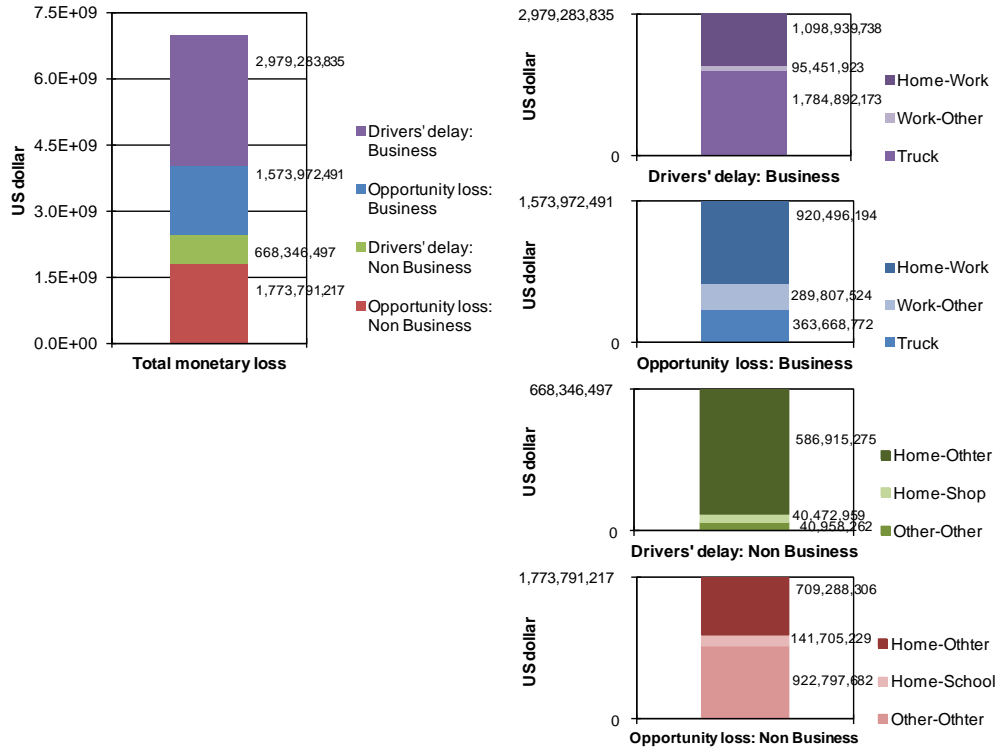 7.5E+09
6.0E+09
4.5E+09
3.0E+09
1.5E+09
0.0E+00
US dollar
2,979,283,835
1,573,972,491
668,346,497
1,773,791,217
Total monetary loss
Drivers' delay:
Business
Opportunity loss:
Business
Drivers' delay:
Non Business
Opportunity loss:
Non Business
2,979,283,835
0
US dollar
1,098,939,738
95,451,923
1,784,892,173
Drivers' delay: Business
Home-Work
Work-Other
Truck
1,573,972,491
0
US dollar
920,496,194
289,807,524
363,668,772
Opportunity loss: Business
Home-Work
Work-Other
Truck
668,346,497
0
US dollar
586,915,275
40,472,959
40,958,262
Drivers' delay: Non Business
Home-Othter
Home-Shop
Other-Other
1,773,791,217
0
US dollar
709,288,306
141,705,229
922,797,682
Opportunity loss: Non Business
Home-Othter
Home-School
Other-Othter